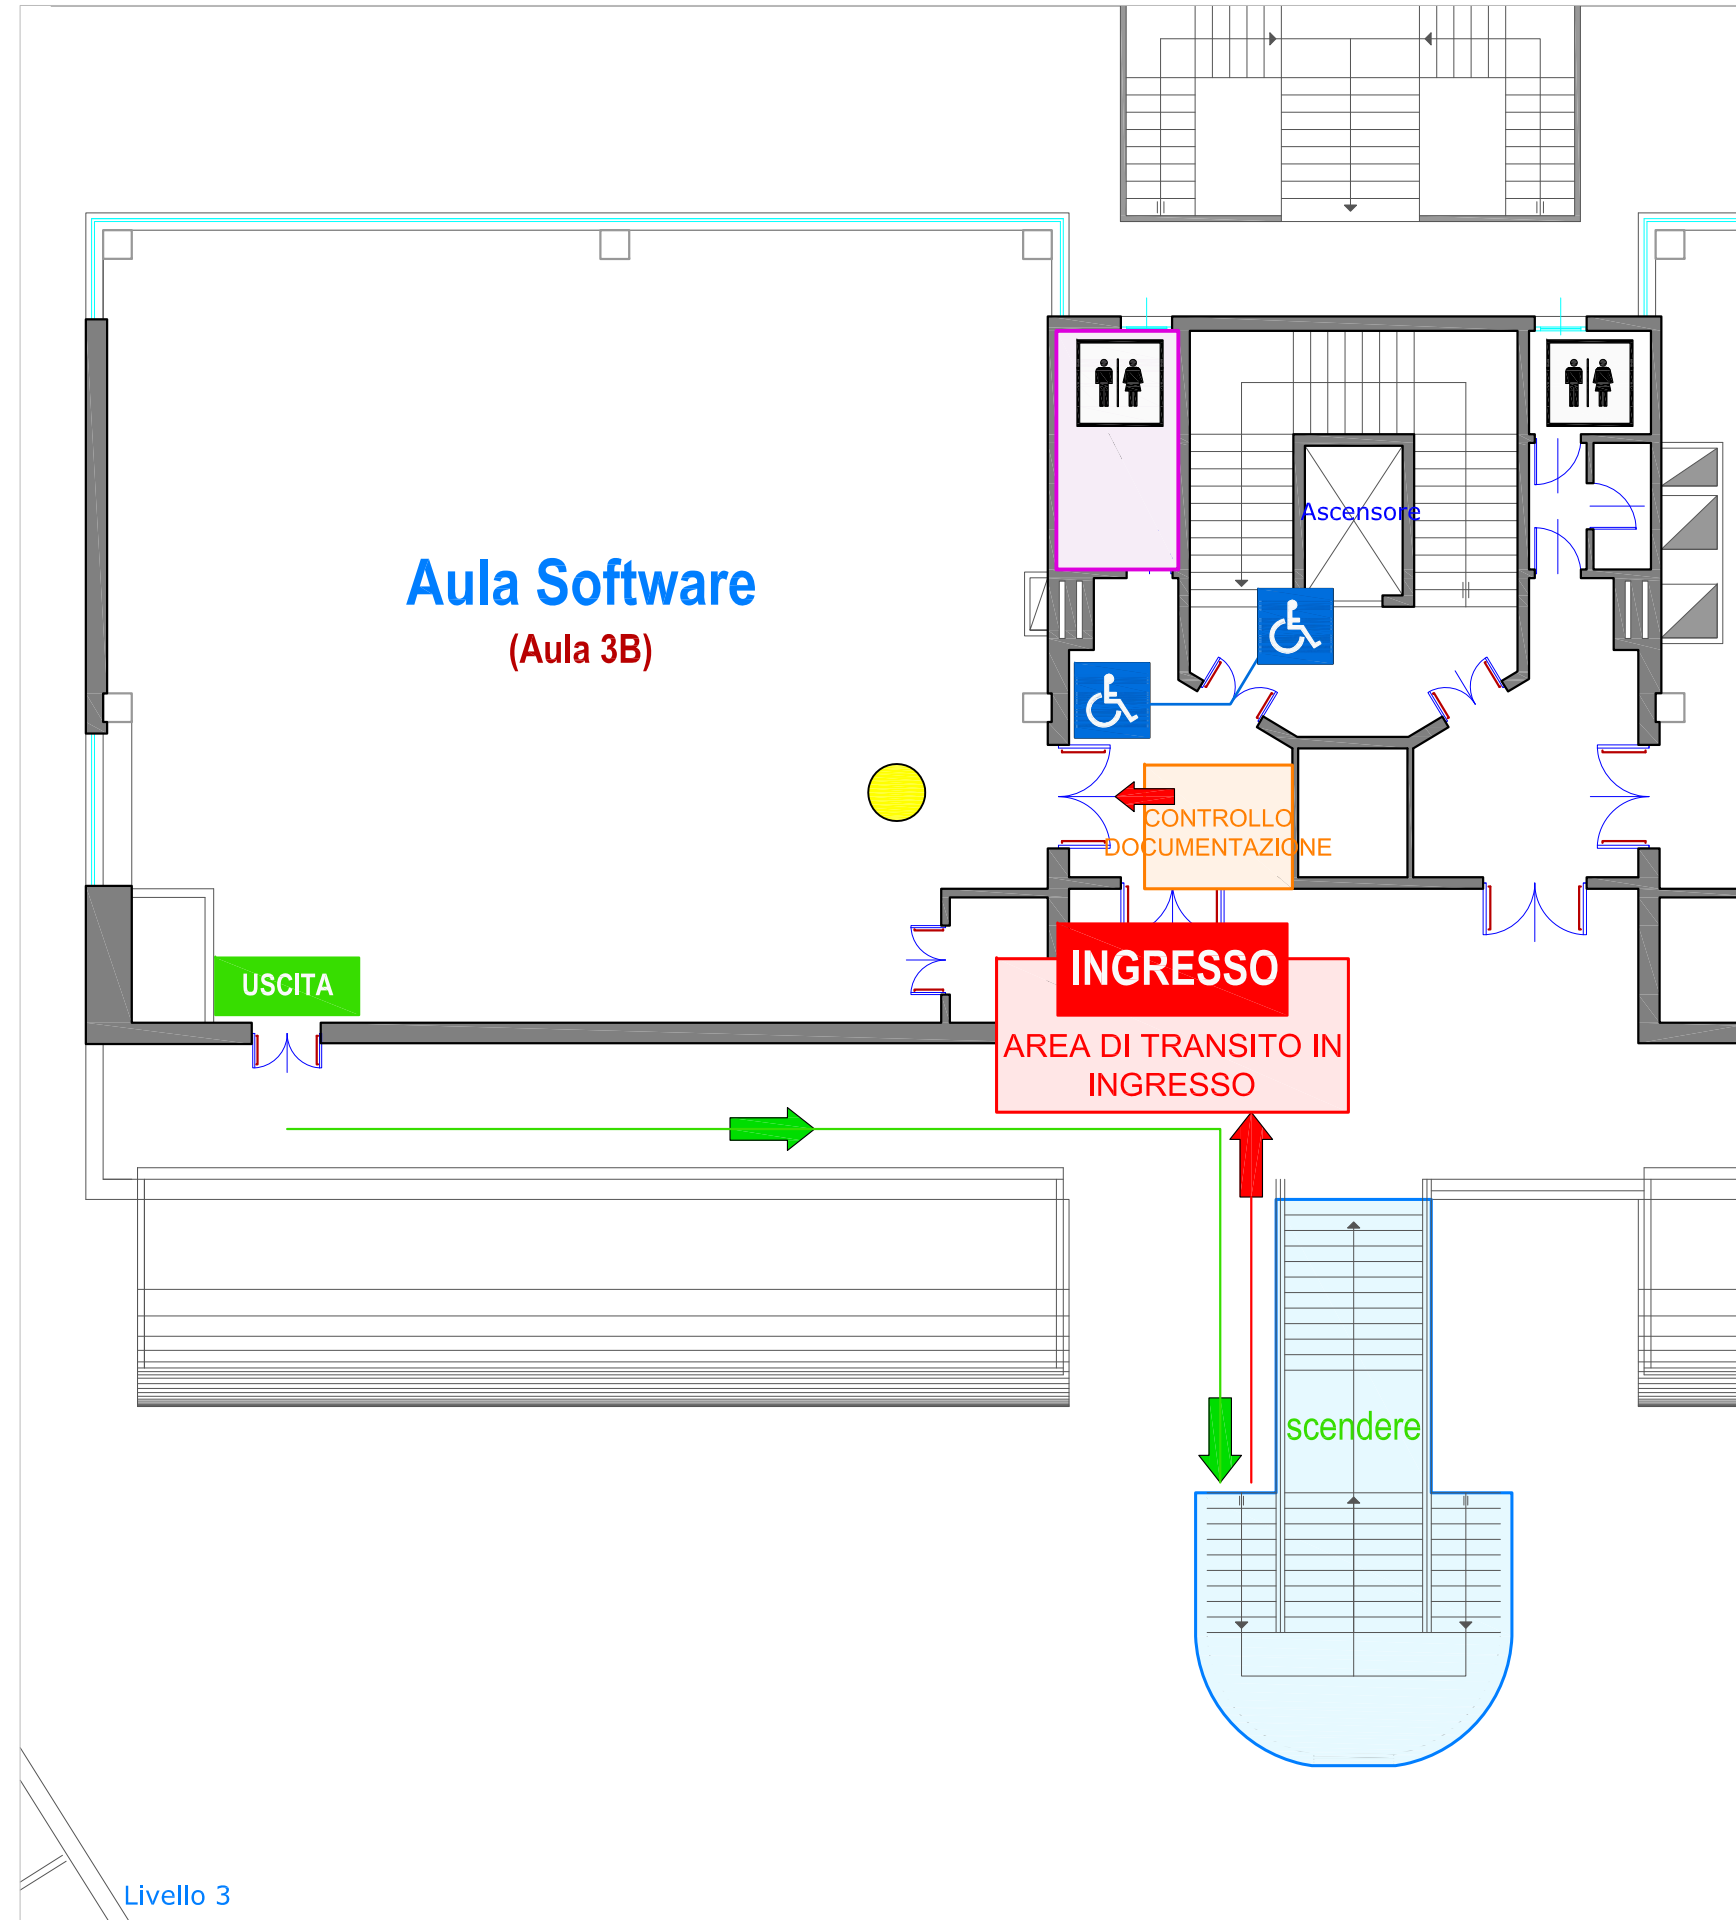 Ascensore
Aula Software
(Aula 3B)
CONTROLLO
DOCUMENTAZIONE
INGRESSO
USCITA
AREA DI TRANSITO IN
INGRESSO
scendere
Livello 3